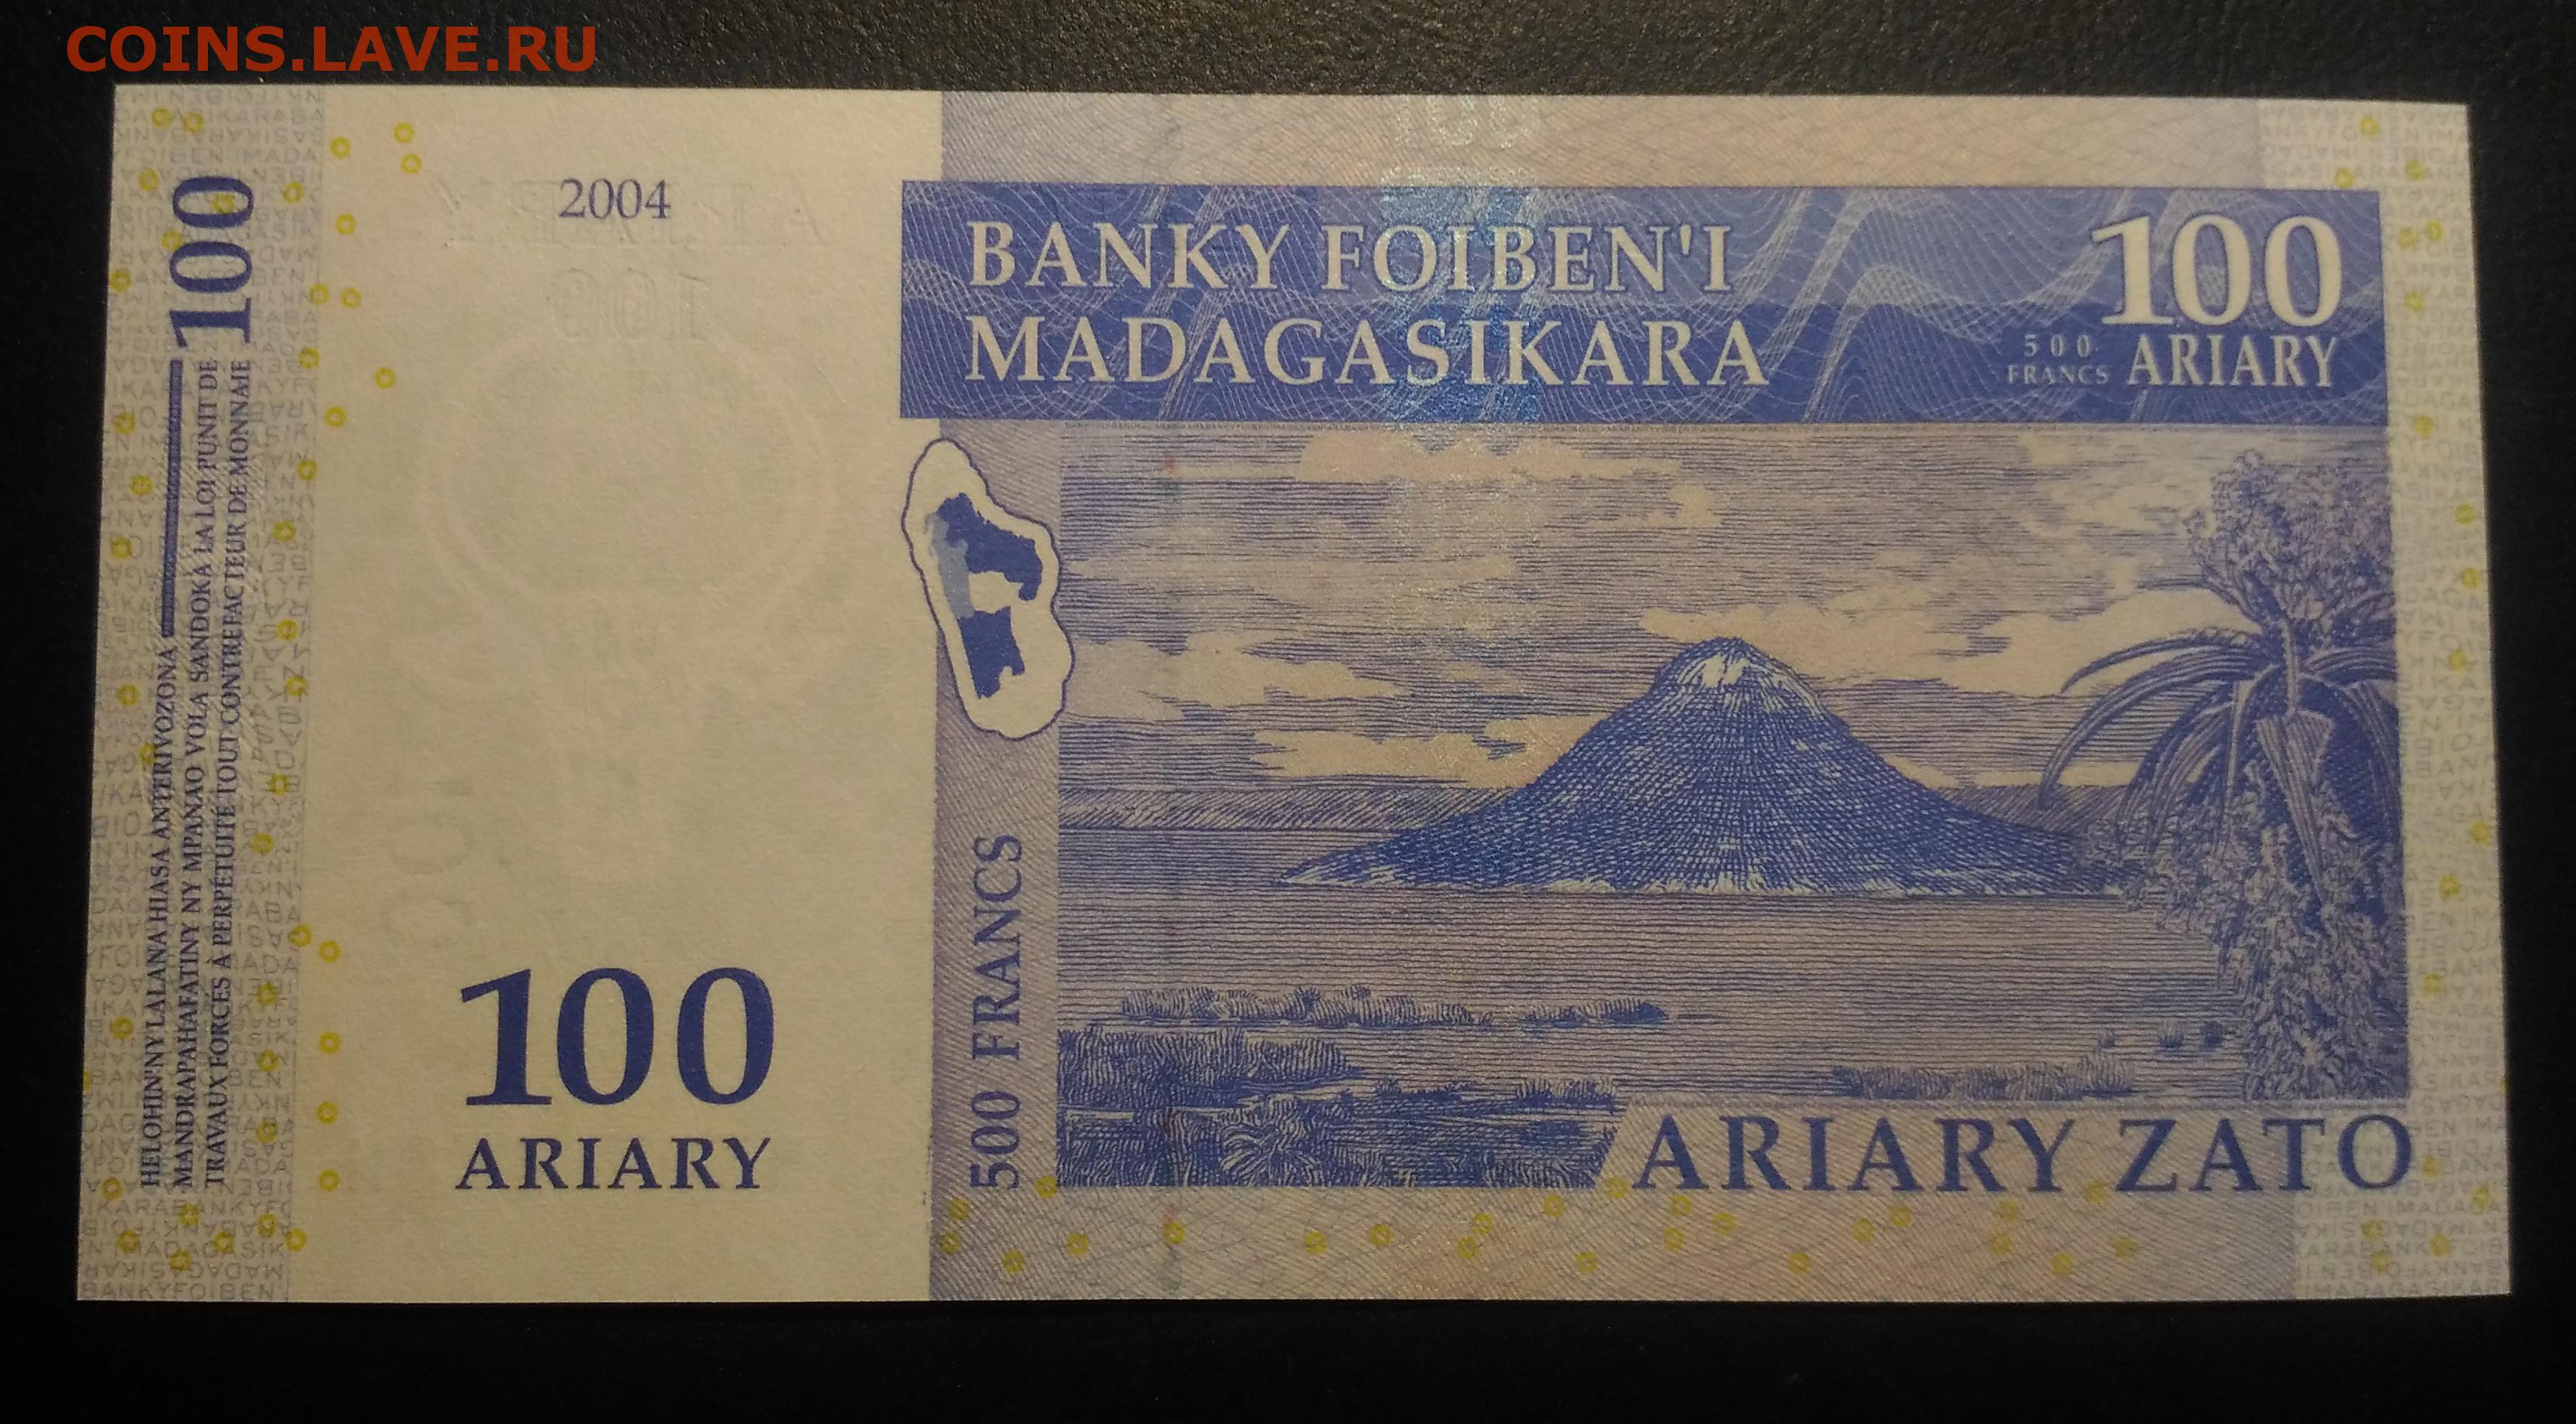 COINS.LAVE.RU
2004
BANKY FOIBEN'I
MADAGASIKARA
100
500
FRANCS
ARIARY
100
HELOHIN'NY LALANA HIASA ANTERIVOZONA
MANDRAPAHAFATINY NY MPANAO VOLA SANDOKA LA LOI PUNIT DE
TRAVAUX FORCES À PERPÉTUITÉ TOUT CONTREFACTEUR DE MONNAIE
100
ARIARY
500 FRANCS
ARIARY ZATO